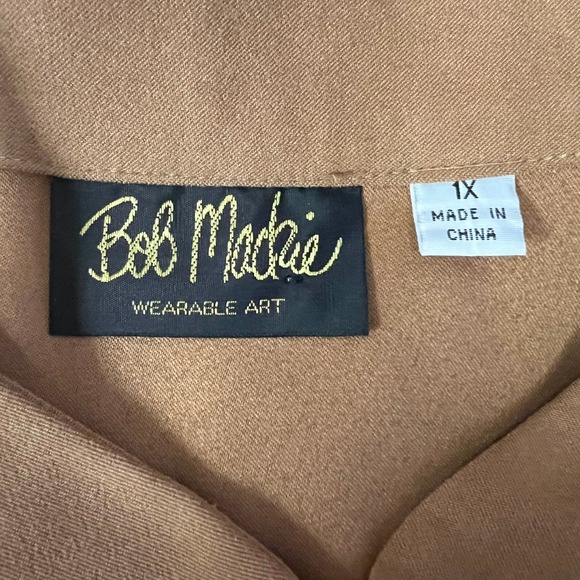 Bob Mackie
WEARABLE ART
1X
MADE IN
CHINA